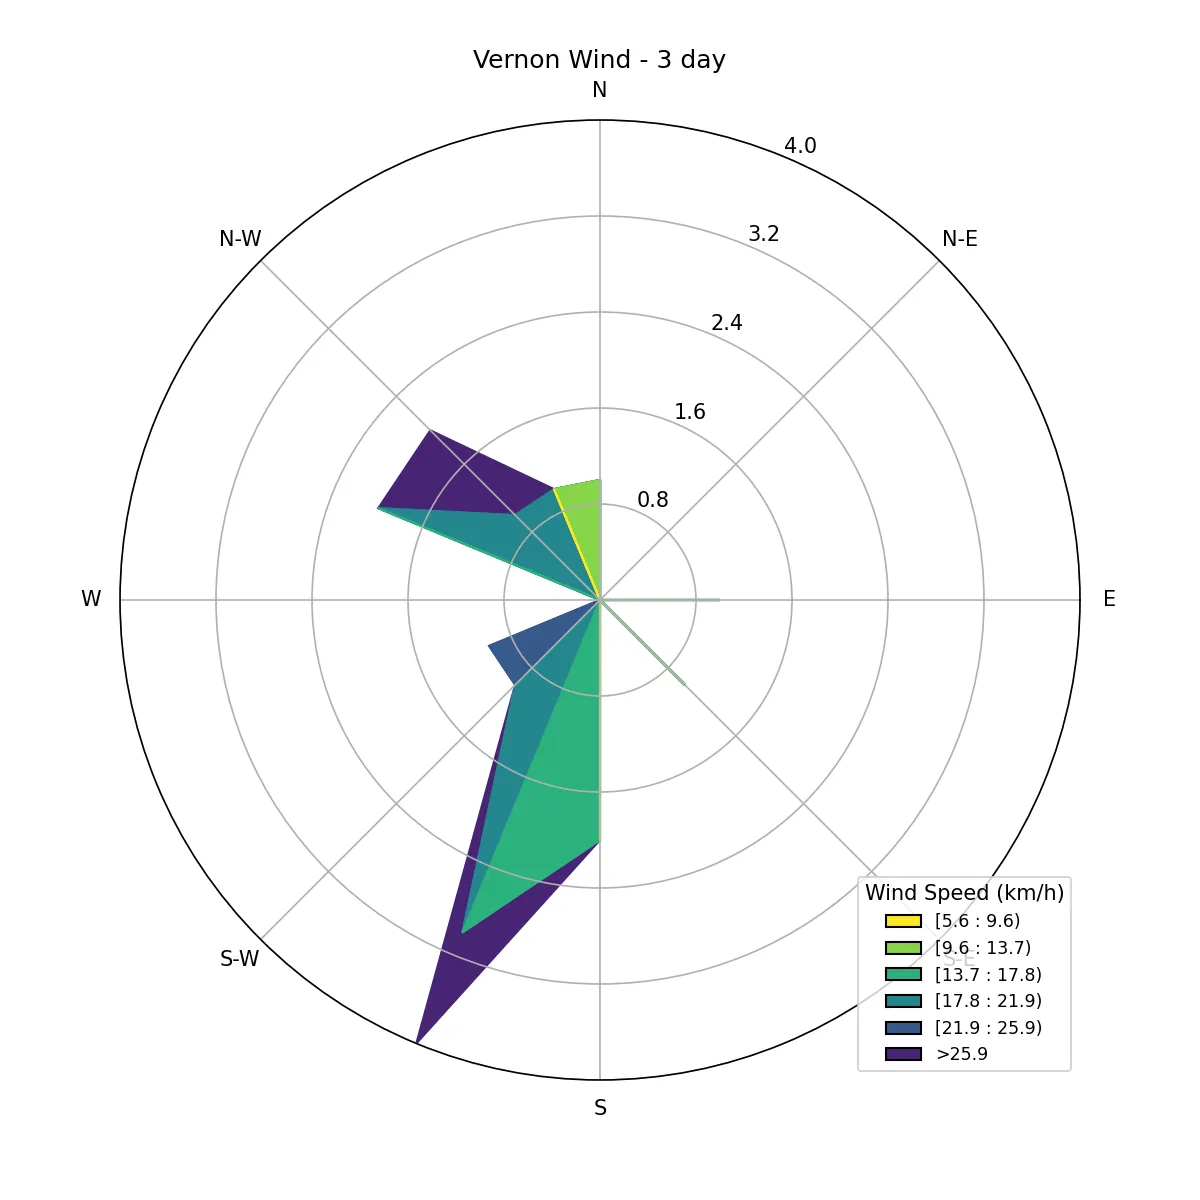 Vernon Wind - 3 day
N
4.0
N-W
3.2
N-E
2.4
1.6
0.8
W
E
Wind Speed (km/h)
[5.6 : 9.6)
[9.6 : 13.7)
S-W
S-E
[13.7 : 17.8)
[17.8 : 21.9)
[21.9 : 25.9)
>25.9
S